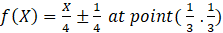 f(X) = X/4 ± 1/4 at point( 1/3 . 1/3 )